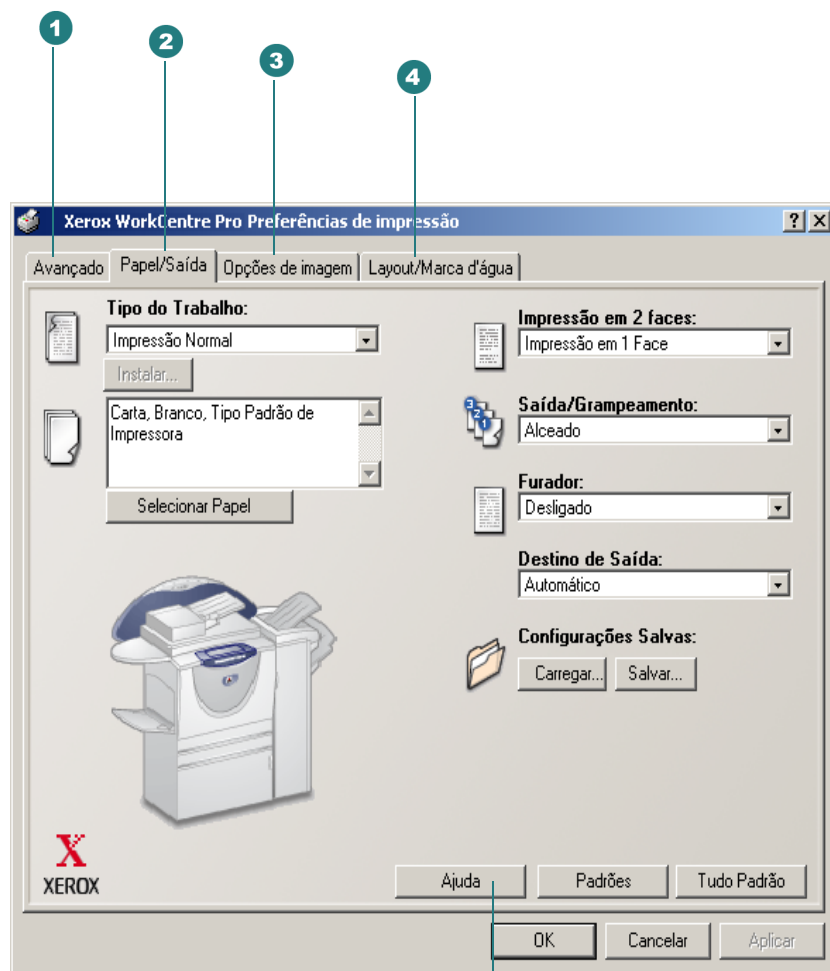 1
2
3
4
Xerox WorkCentre Pro Preferências de impressão
Avançado
Papel/Saída
Opções de imagem
Layout/Marca d'água
Tipo do Trabalho:
Impressão Normal
Instalar...
Carta, Branco, Tipo Padrão de
Impressora
Selecionar Papel
Impressão em 2 faces:
Impressão em 1 Face
3
2
1
Saída/Grampeamento:
Alceado
Furador:
Desligado
Destino de Saída:
Automático
Configurações Salvas:
Carregar...
Salvar...
X
XEROX
Ajuda
Padrões
Tudo Padrão
OK
Cancelar
Aplicar